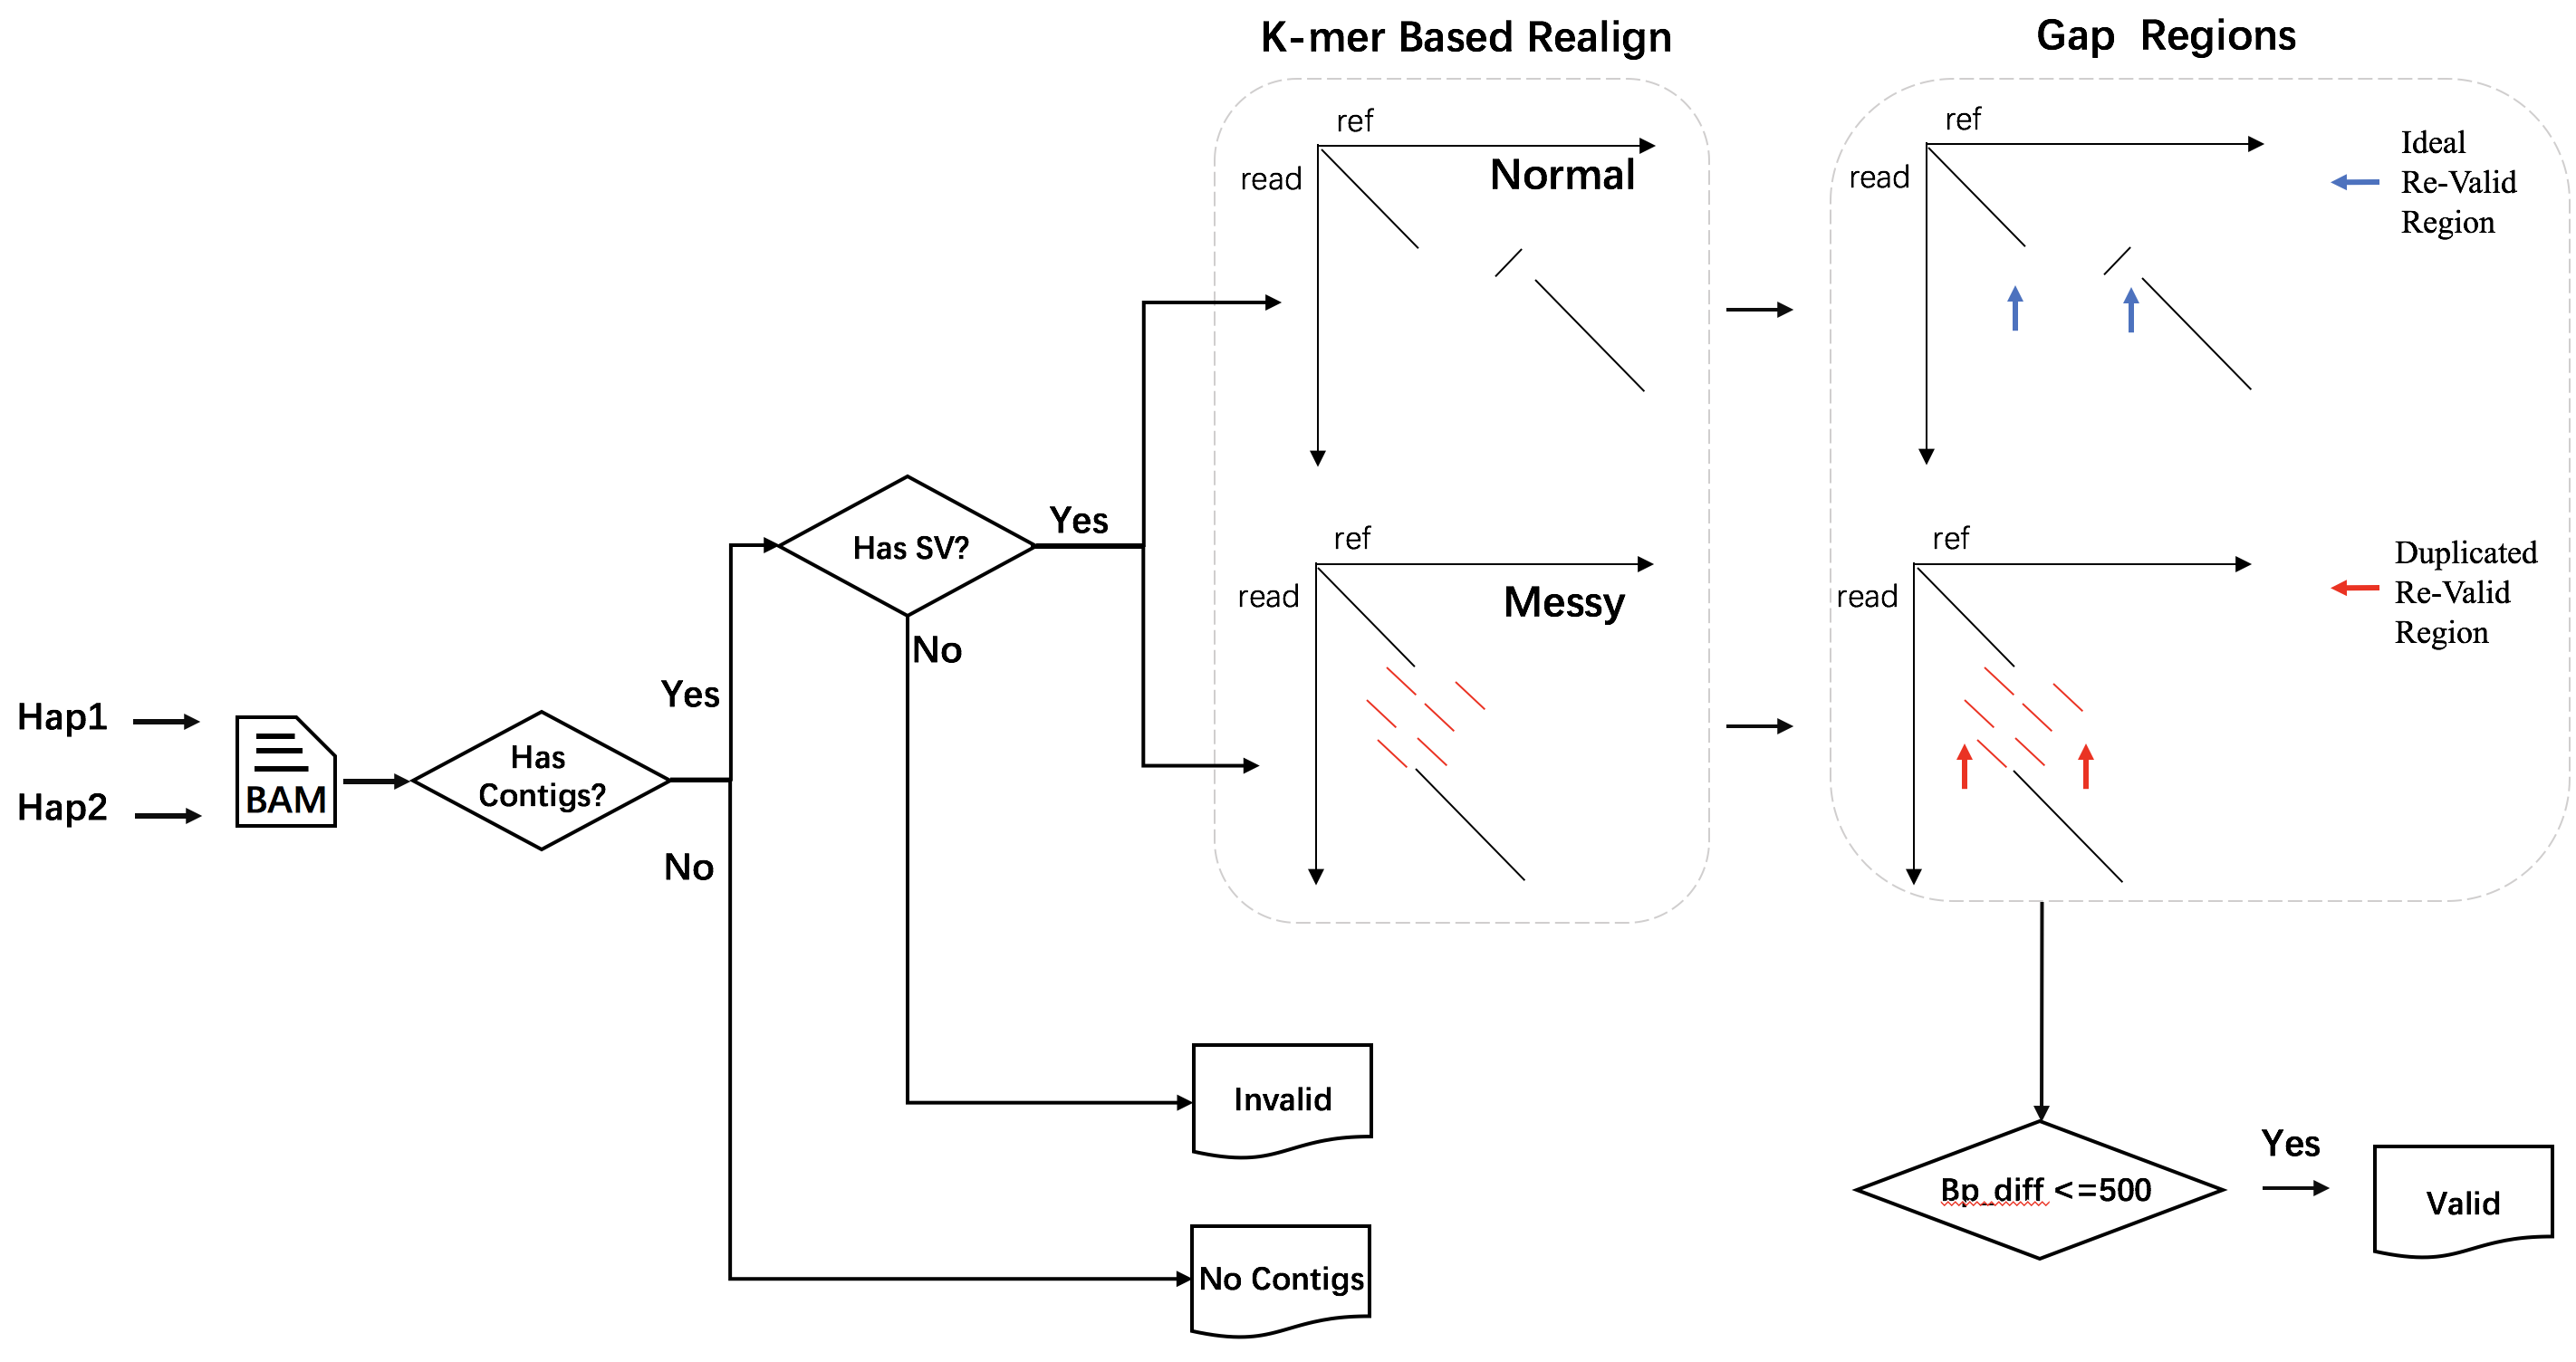 K-mer Based Realign
Gap Regions
ref
read
Normal
ref
read
Ideal
Re-Valid
Region
Has SV?
Yes
No
ref
read
Messy
ref
read
Duplicated
Re-Valid
Region
Hap1
Hap2
BAM
Has
Contigs?
Yes
No
Invalid
No Contigs
Bp_diff <=500
Yes
Valid